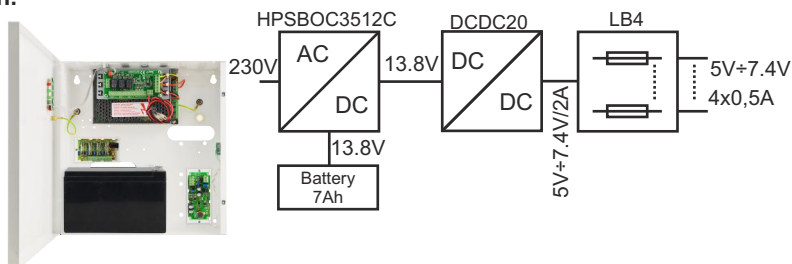 n.
HPSBOC3512C
DCDC20
LB4
230V
AC
DC
13.8V
DC
DC
5V÷7.4V/2A
5V÷7.4V
4x0,5A
13.8V
Battery
7Ah